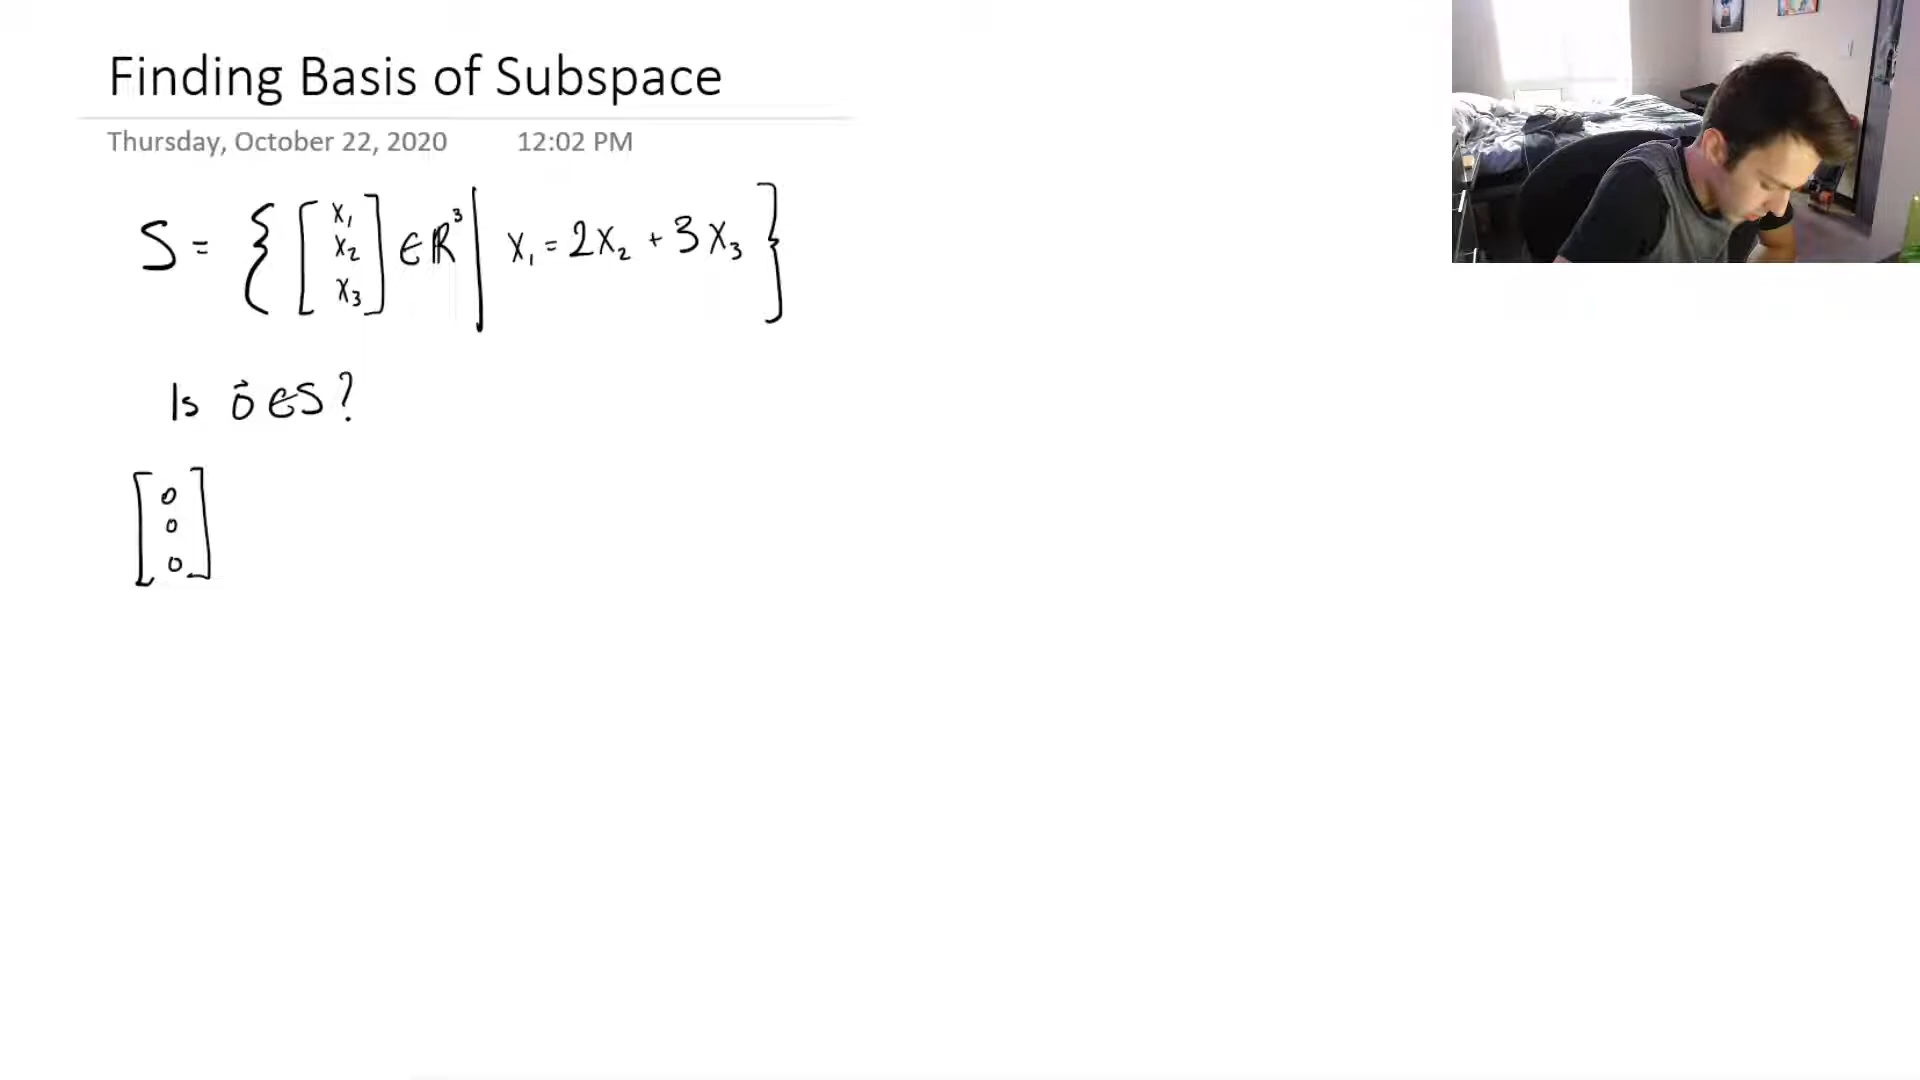 Finding Basis of Subspace
Thursday, October 22, 2020 12:02 PM
S = { [x₁ x₂ x₃] ∈ ℝ³ | x₁ = 2x₂ + 3x₃ }
Is 0⃗ ∈ S?
[0
0
0]